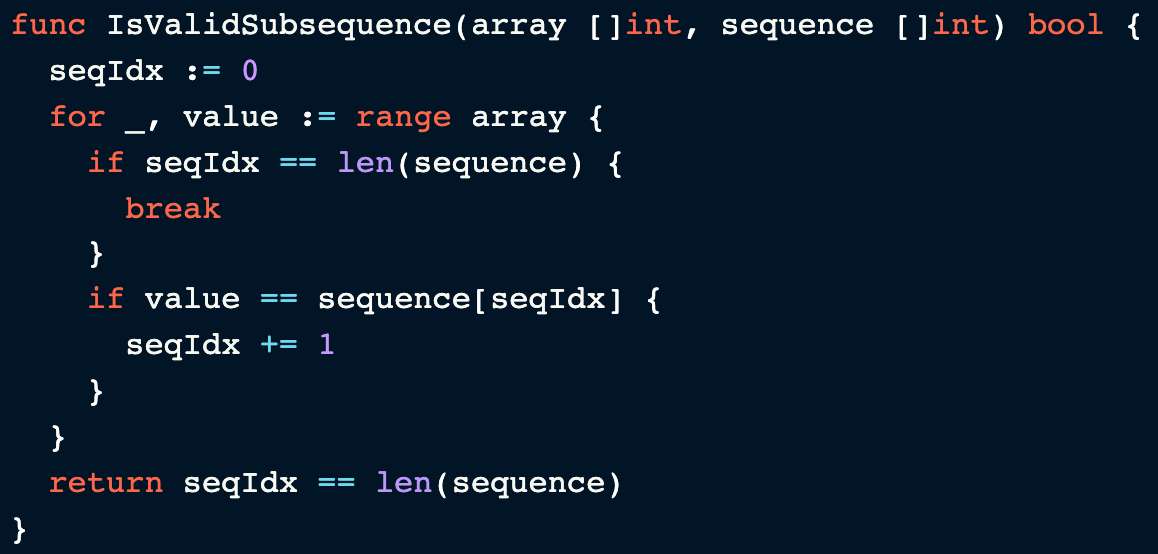 func IsValidSubsequence(array []int, sequence []int) bool {
  seqIdx := 0
  for _, value := range array {
    if seqIdx == len(sequence) {
      break
    }
    if value == sequence[seqIdx] {
      seqIdx += 1
    }
  }
  return seqIdx == len(sequence)
}